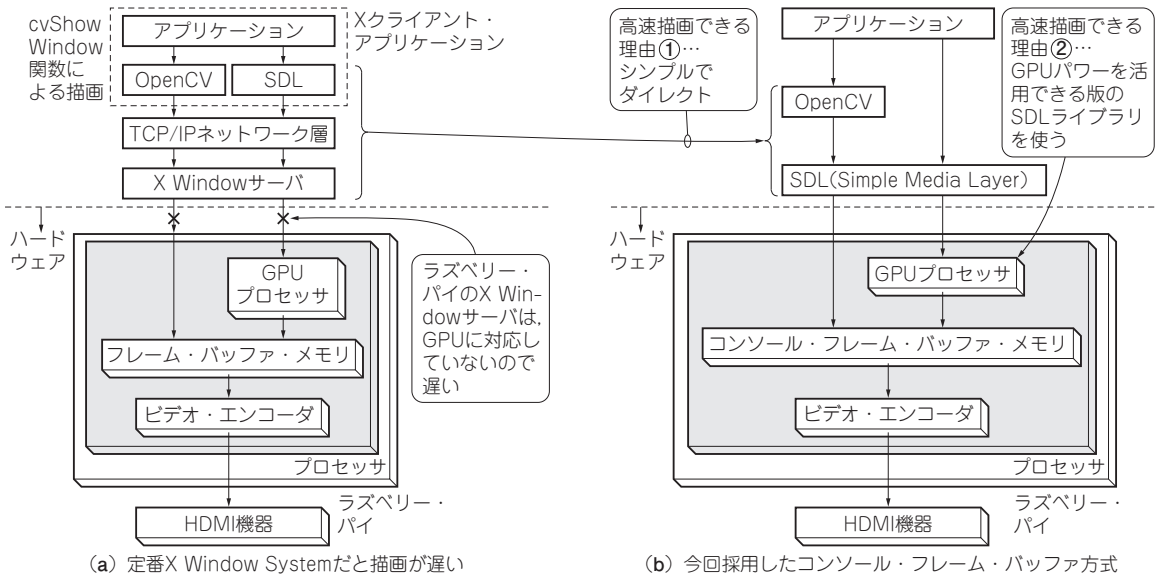 cvShow
Window
関数に
よる描画
アプリケーション
Xクライアント・
アプリケーション
OpenCV
SDL
TCP/IPネットワーク層
X Windowサーバ
ハード
ウェア
GPU
プロセッサ
ラズベリー・
パイのX Win-
dowサーバは,
GPUに対応し
ていないので
遅い
フレーム・バッファ・メモリ
ビデオ・エンコーダ
プロセッサ
ラズベリー・
パイ
HDMI機器
(a) 定番X Window Systemだと描画が遅い
高速描画できる
理由①…
シンプルで
ダイレクト
アプリケーション
高速描画できる
理由②…
GPUパワーを活
用できる版の
SDLライブラリ
を使う
OpenCV
SDL(Simple Media Layer)
ハード
ウェア
GPUプロセッサ
コンソール・フレーム・バッファ・メモリ
ビデオ・エンコーダ
プロセッサ
ラズベリー・
パイ
HDMI機器
(b) 今回採用したコンソール・フレーム・バッファ方式